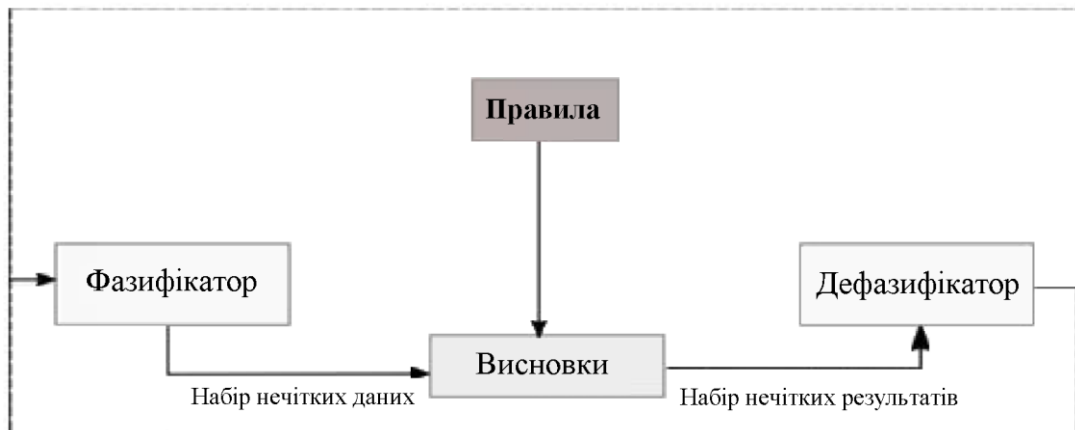 Правила
Фазифікатор
Дефазифікатор
Висновки
Набір нечітких даних
Набір нечітких результатів